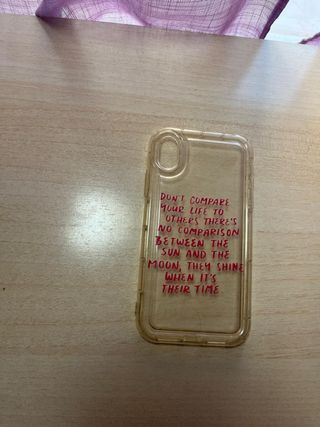 DON'T COMPARE
YOUR LIFE TO
OTHERS THERE'S
NO COMPARISON
BETWEEN THE
SUN AND THE
MOON, THEY SHINE
WHEN IT'S
THEIR TIME